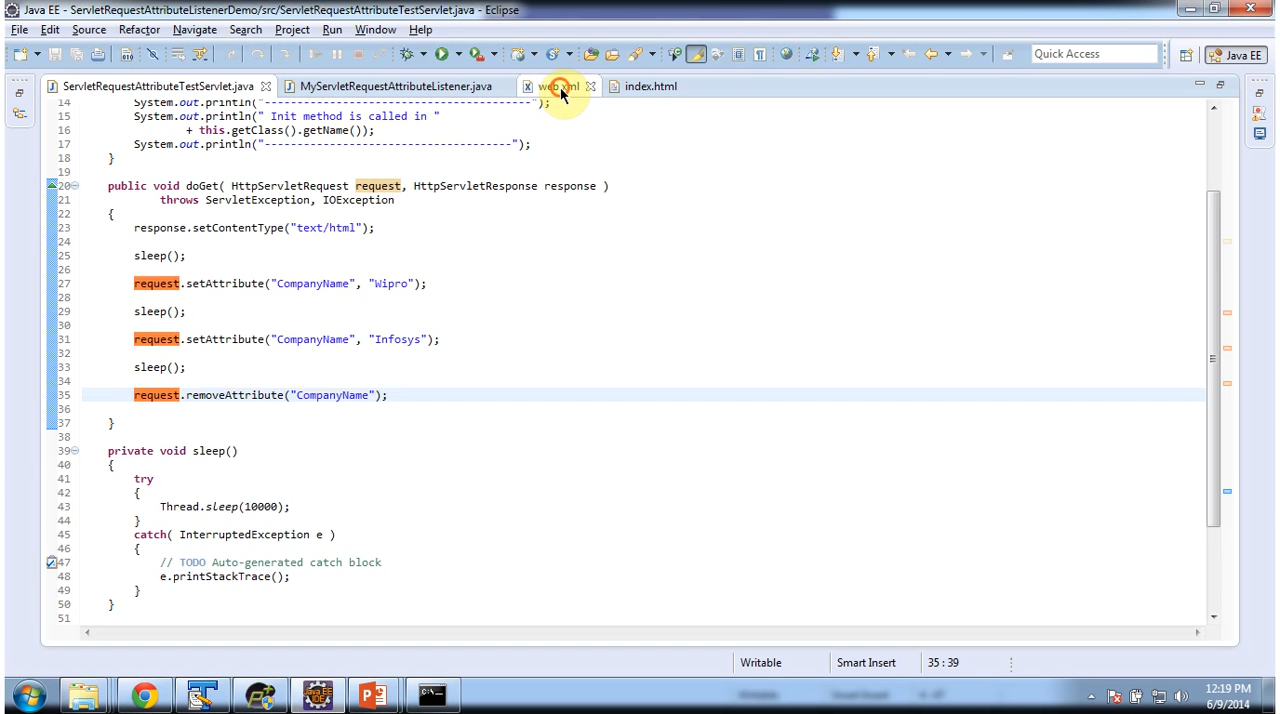 Java EE - ServletRequestAttributeListenerDemo/src/ServletRequestAttributeTestServlet.java - Eclipse
File Edit Source Refactor Navigate Search Project Run Window Help
Quick Access Java EE
ServletRequestAttributeTestServlet.java MyServletRequestAttributeListener.java web.xml index.html
14 System.out.println("-----------------------------------------");
15 System.out.println(" Init method is called in "
16 + this.getClass().getName());
17 System.out.println("--------------------------------------");
18 }
19
20 public void doGet( HttpServletRequest request, HttpServletResponse response )
21 throws ServletException, IOException
22 {
23 response.setContentType("text/html");
24
25 sleep();
26
27 request.setAttribute("CompanyName", "Wipro");
28
29 sleep();
30
31 request.setAttribute("CompanyName", "Infosys");
32
33 sleep();
34
35 request.removeAttribute("CompanyName");
36
37 }
38
39 private void sleep()
40 {
41 try
42 {
43 Thread.sleep(10000);
44 }
45 catch( InterruptedException e )
46 {
47 // TODO Auto-generated catch block
48 e.printStackTrace();
49 }
50 }
51
Writable Smart Insert 35 : 39
12:19 PM
6/9/2014